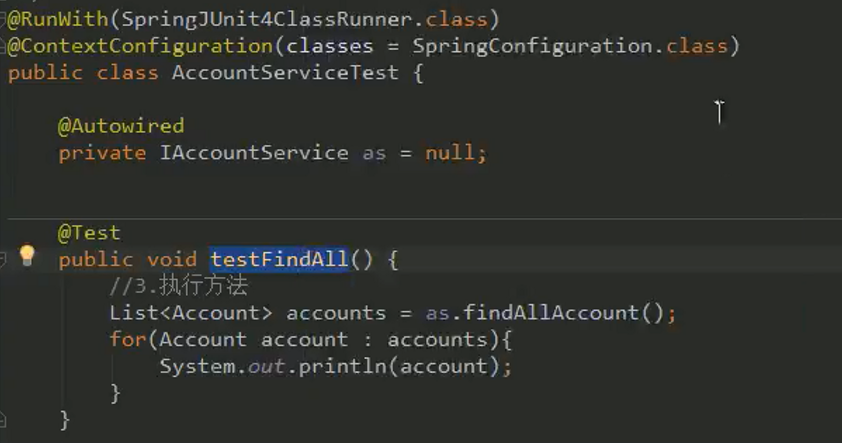 @RunWith(SpringJUnit4ClassRunner.class)
@ContextConfiguration(classes = SpringConfiguration.class)
public class AccountServiceTest {
@Autowired
private IAccountService as = null;
@Test
public void testFindAll() {
//3.执行方法
List<Account> accounts = as.findAllAccount();
for(Account account : accounts){
System.out.println(account);
}
}